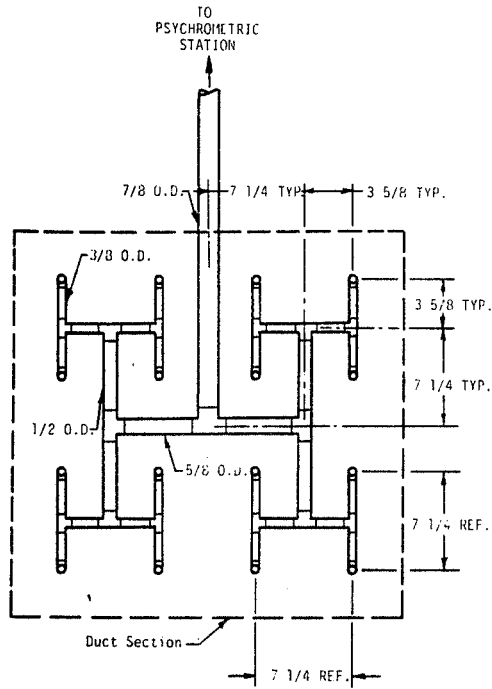 TO
PSYCHROMETRIC
STATION
7/8 O.D.
7 1/4 TYP.
3 5/8 TYP.
3/8 O.D.
3 5/8 TYP.
7 1/4 TYP.
1/2 O.D.
5/8 O.D.
7 1/4 REF.
Duct Section
7 1/4 REF.